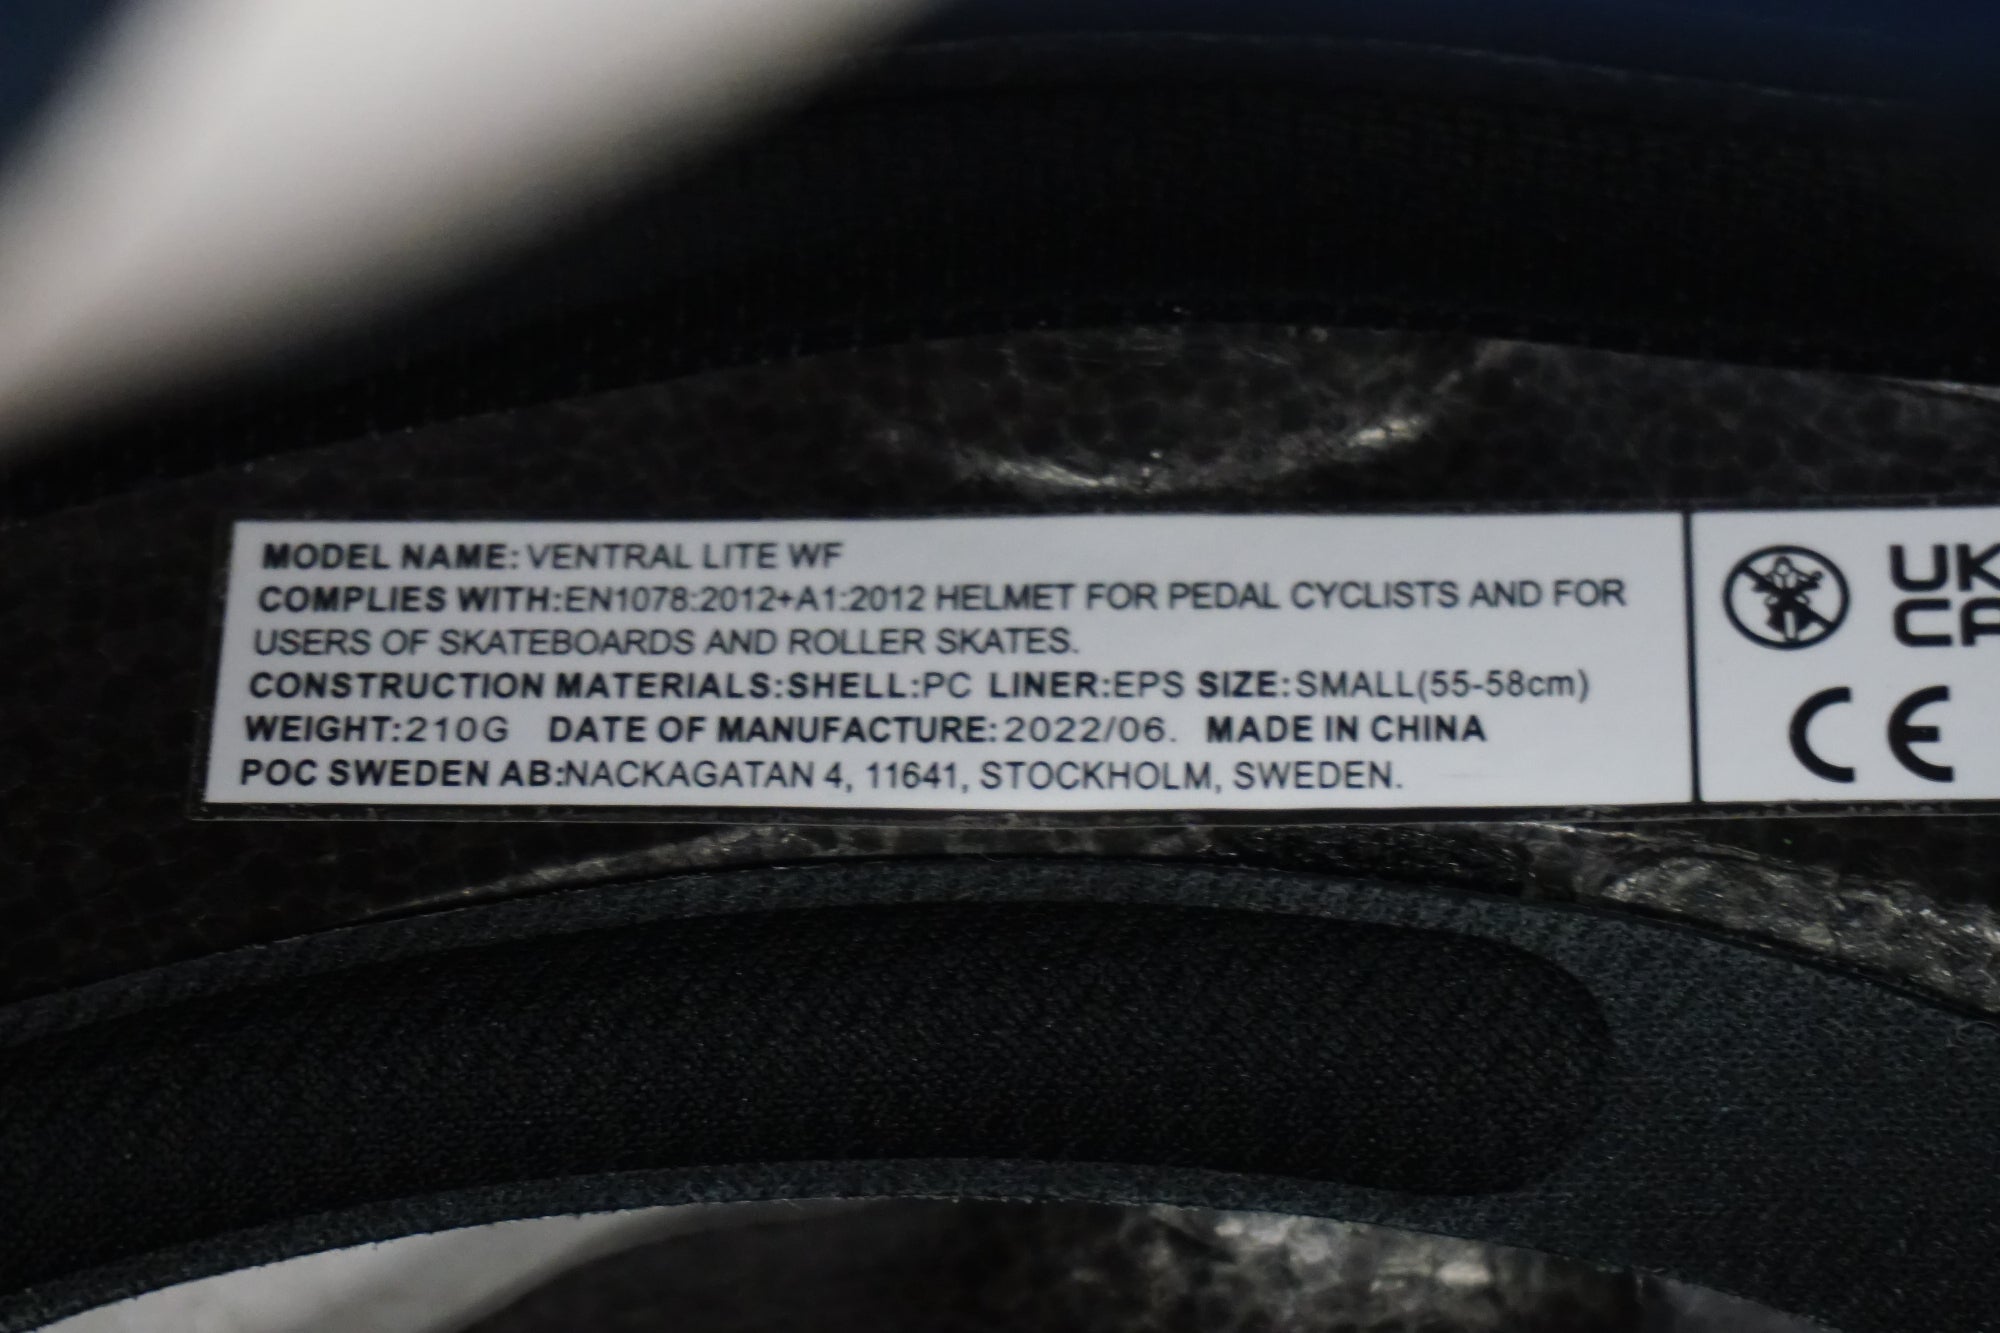 MODEL NAME: VENTRAL LITE WF
COMPLIES WITH:EN1078:2012+A1:2012 HELMET FOR PEDAL CYCLISTS AND FOR
USERS OF SKATEBOARDS AND ROLLER SKATES.
CONSTRUCTION MATERIALS:SHELL:PC LINER:EPS SIZE:SMALL(55-58cm)
WEIGHT:210G DATE OF MANUFACTURE:2022/06. MADE IN CHINA
POC SWEDEN AB:NACKAGATAN 4, 11641, STOCKHOLM, SWEDEN.
UK
CA
CE